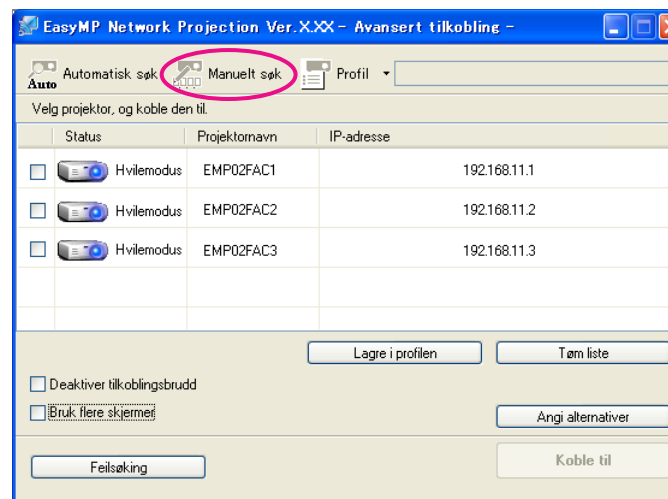 EasyMP Network Projection Ver.X.XX – Avansert tilkobling –
Auto Automatisk søk Manuelt søk Profil
Velg projektor, og koble den til.
Status Projektornavn IP-adresse
Hvilemodus EMP02FAC1 192.168.11.1
Hvilemodus EMP02FAC2 192.168.11.2
Hvilemodus EMP02FAC3 192.168.11.3
Lagre i profilen Tøm liste
Deaktiver tilkoblingsbrudd
Bruk flere skjermer
Angi alternativer
Feilsøking Koble til